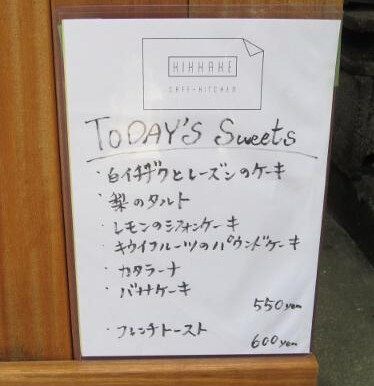 KIKKAKE
CAFE+KITCHEN
TODAY'S Sweets
・白イチヂクとレーズンのケーキ
・梨のタルト
・レモンのシフォンケーキ
・キウイフルーツのパウンドケーキ
・カタラーナ
・バナナケーキ
550yen
・フレンチトースト
600yen